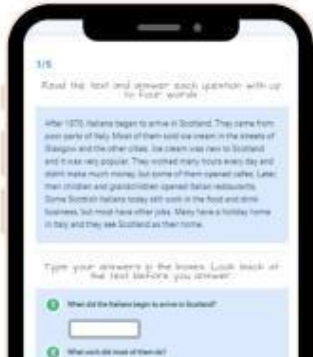 1/5
Read the text and answer each question with up
to four words
After 1870, Italians began to arrive in Scotland. They came from
poor parts of Italy. Most of them sold ice cream in the streets of
Glasgow and the other cities. Ice cream was new to Scotland
and it was very popular. They worked many hours every day and
didn't make much money, but some of them opened cafes. Later,
their children and grandchildren opened Italian restaurants.
Some Scottish Italians today still work in the food and drink
business, but most have other jobs. Many have a holiday home
in Italy and they see Scotland as their home.
Type your answers in the boxes. Look back at
the text before you answer
1 When did the Italians begin to arrive in Scotland?
2 What work did most of them do?